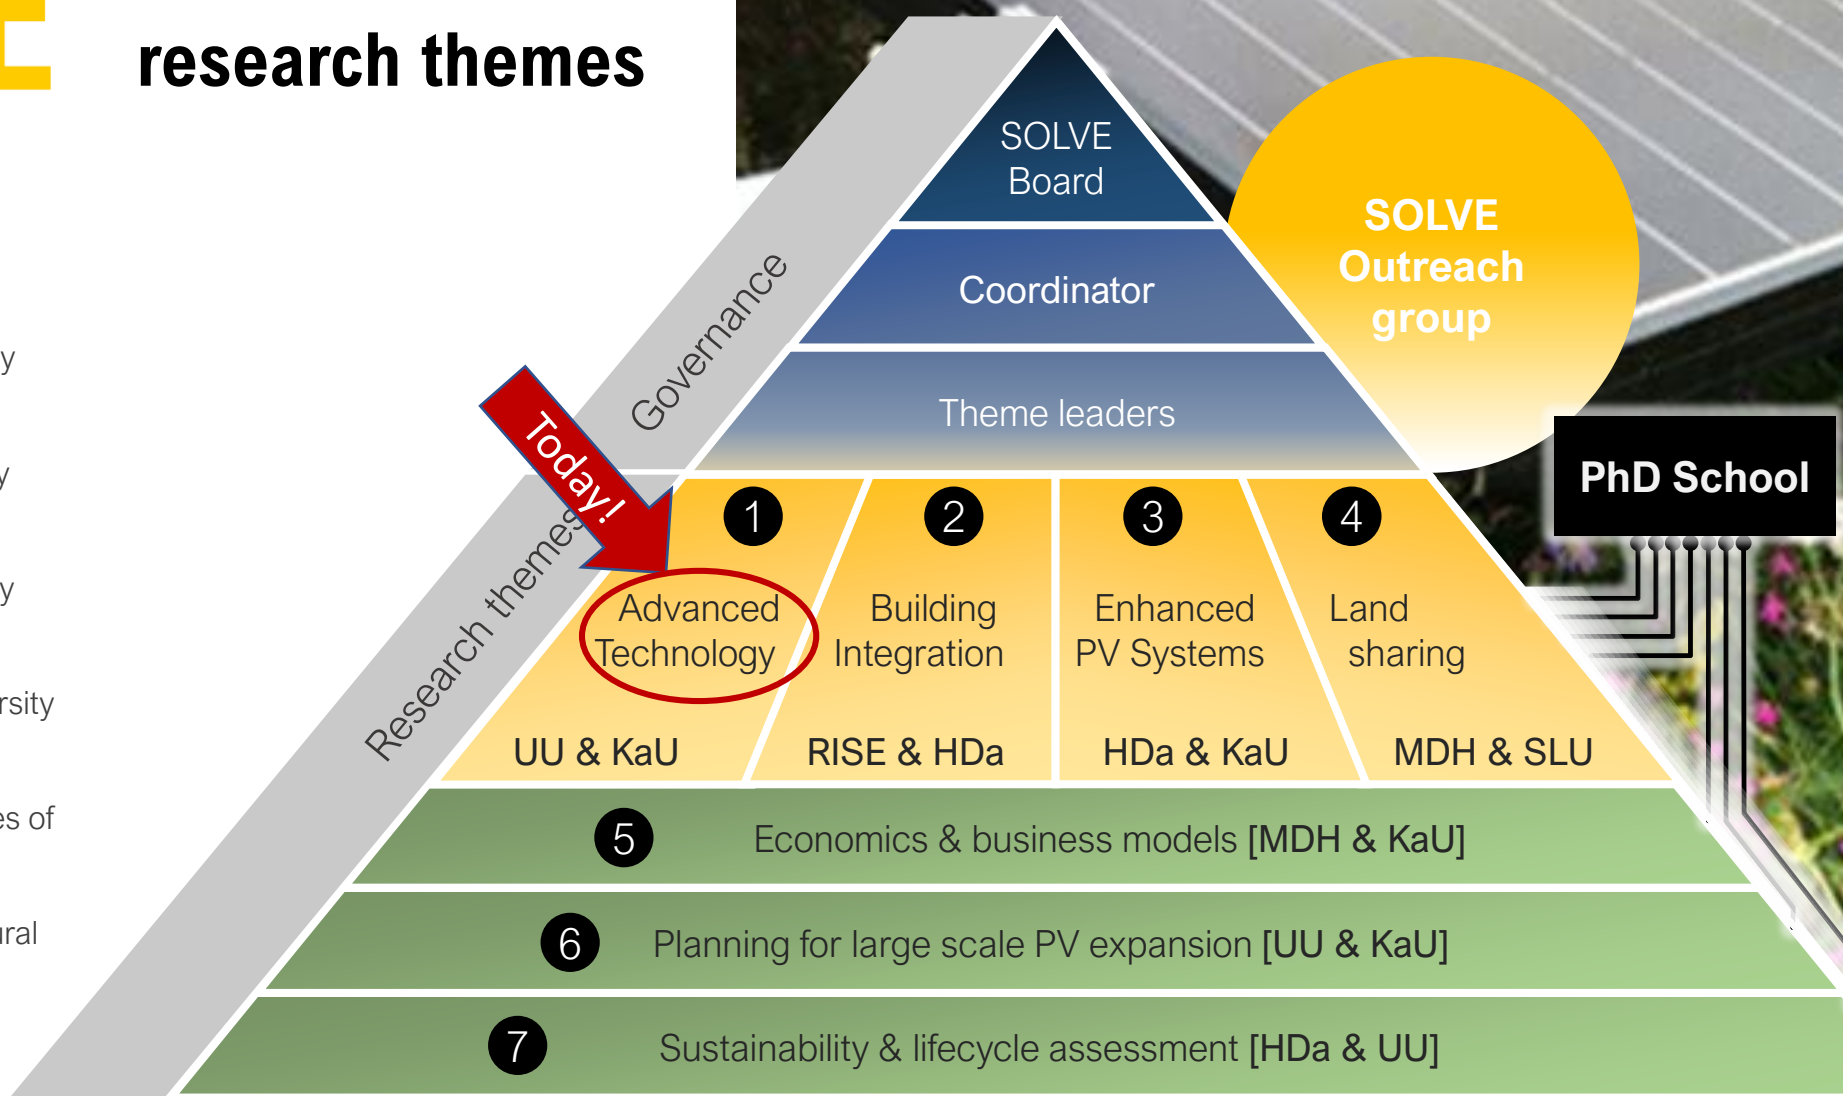 research themes
SOLVE
Board
Coordinator
Theme leaders
Governance
Research themes
Today!
SOLVE
Outreach
group
PhD School
1
2
3
4
Advanced
Technology
Building
Integration
Enhanced
PV Systems
Land
sharing
UU & KaU
RISE & HDa
HDa & KaU
MDH & SLU
5 Economics & business models [MDH & KaU]
6 Planning for large scale PV expansion [UU & KaU]
7 Sustainability & lifecycle assessment [HDa & UU]